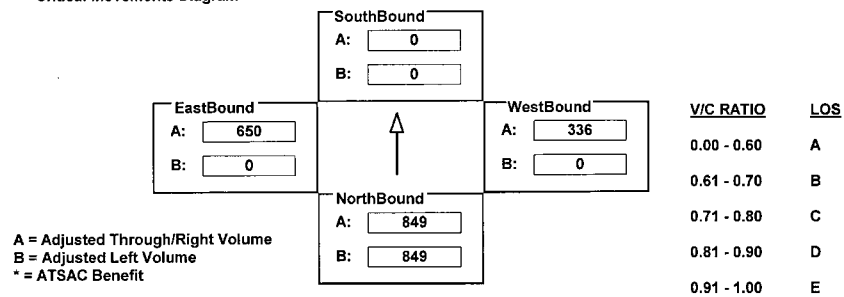 Critical Movements Diagram
SouthBound
A: 0
B: 0
EastBound
A: 650
B: 0
WestBound
A: 336
B: 0
NorthBound
A: 849
B: 849
A = Adjusted Through/Right Volume
B = Adjusted Left Volume
* = ATSAC Benefit
V/C RATIO LOS
0.00 - 0.60 A
0.61 - 0.70 B
0.71 - 0.80 C
0.81 - 0.90 D
0.91 - 1.00 E